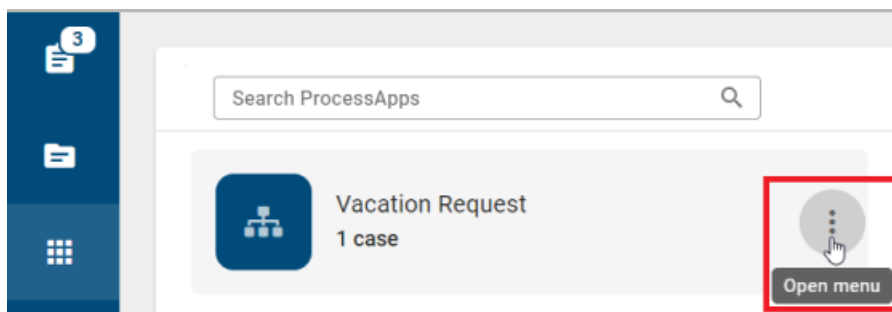 3
Search ProcessApps
Vacation Request
1 case
Open menu